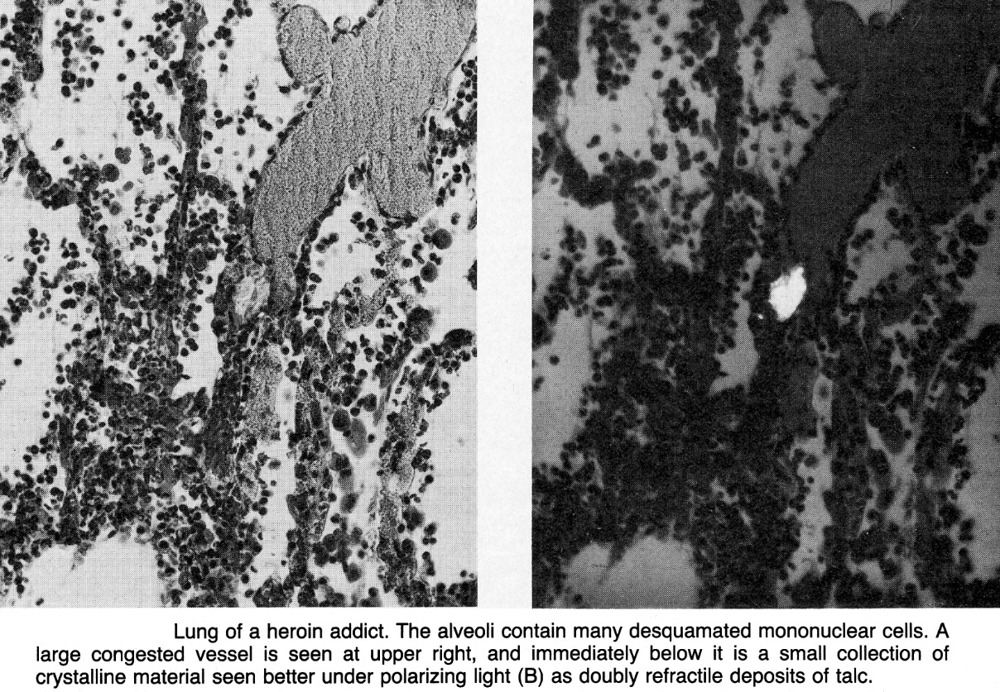 Lung of a heroin addict. The alveoli contain many desquamated mononuclear cells. A
large congested vessel is seen at upper right, and immediately below it is a small collection of
crystalline material seen better under polarizing light (B) as doubly refractile deposits of talc.